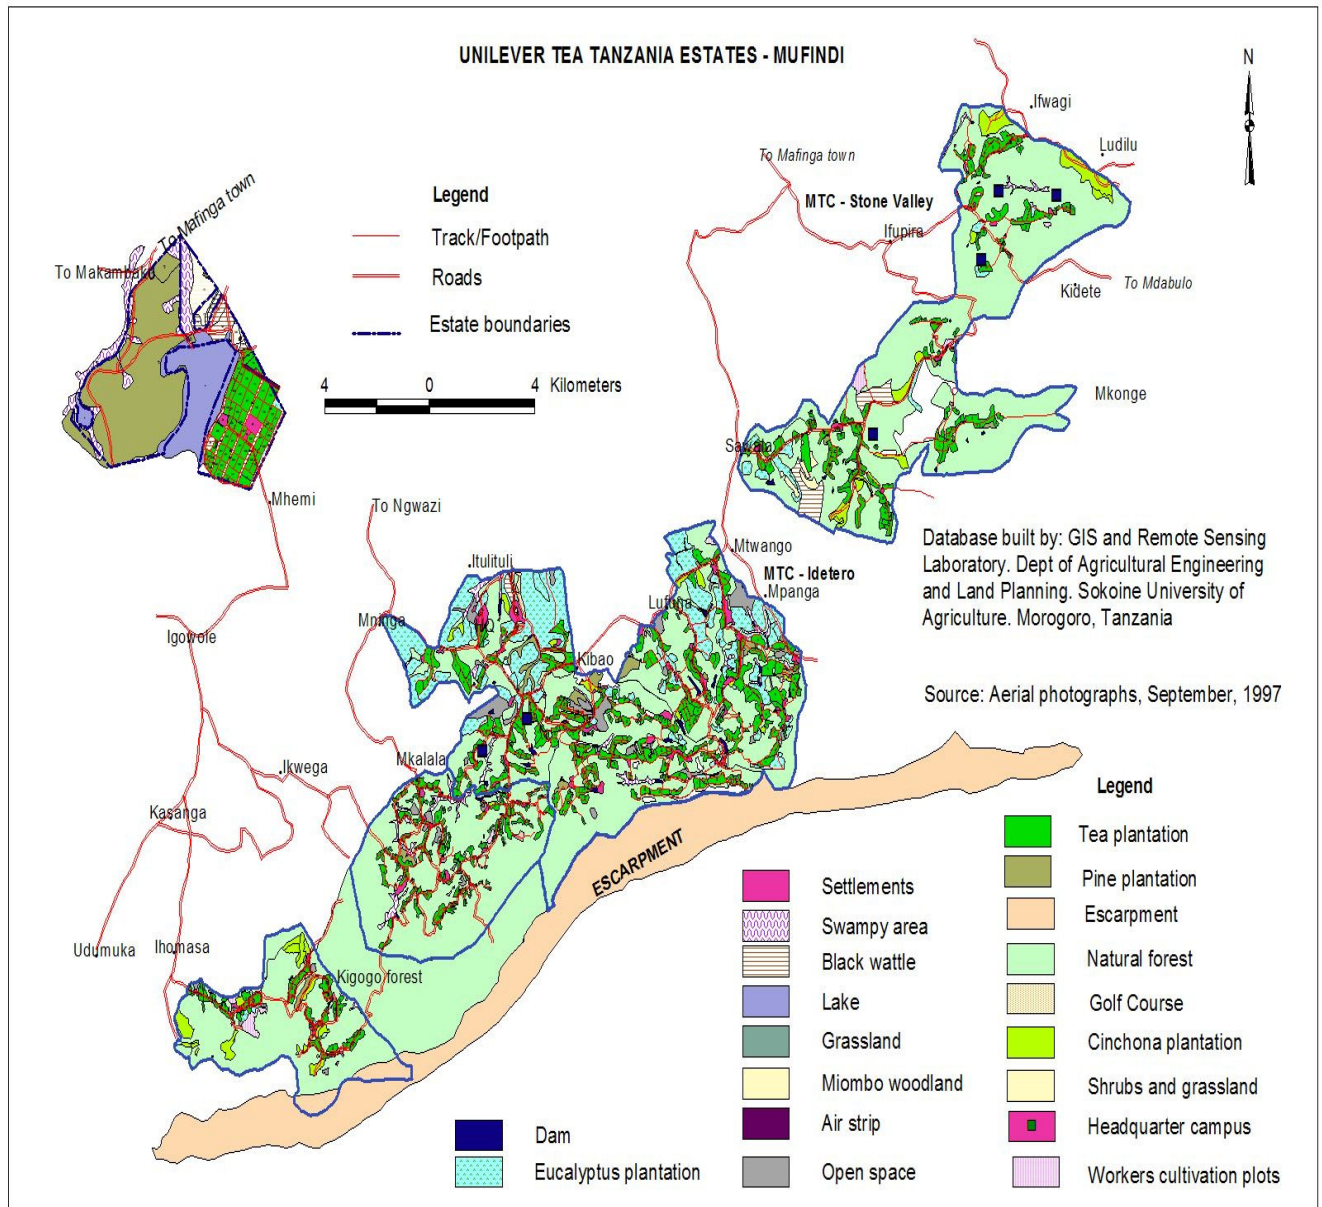 UNILEVER TEA TANZANIA ESTATES - MUFINDI
N
Ifwagi
Ludilu
To Mafinga town
MTC - Stone Valley
Ifupira
Kidete
To Mdabulo
To Mafinga town
To Makambako
Legend
Track/Footpath
Roads
Estate boundaries
4 0 4 Kilometers
Mkonge
Sawala
Mhemi
To Ngwazi
Database built by: GIS and Remote Sensing
Laboratory. Dept of Agricultural Engineering
and Land Planning. Sokoine University of
Agriculture. Morogoro, Tanzania
Mtwango
Itulituli
MTC - Idetero
Mpanga
Lufuna
Mninga
HQ
Igowole
Kibao
Source: Aerial photographs, September, 1997
Mkalala
Ikwega
Kasanga
ESCARPMENT
Udumuka
Ihomasa
Kigogo forest
Legend
Tea plantation
Pine plantation
Escarpment
Natural forest
Golf Course
Cinchona plantation
Shrubs and grassland
Headquarter campus
Workers cultivation plots
Settlements
Swampy area
Black wattle
Lake
Grassland
Miombo woodland
Air strip
Open space
Dam
Eucalyptus plantation